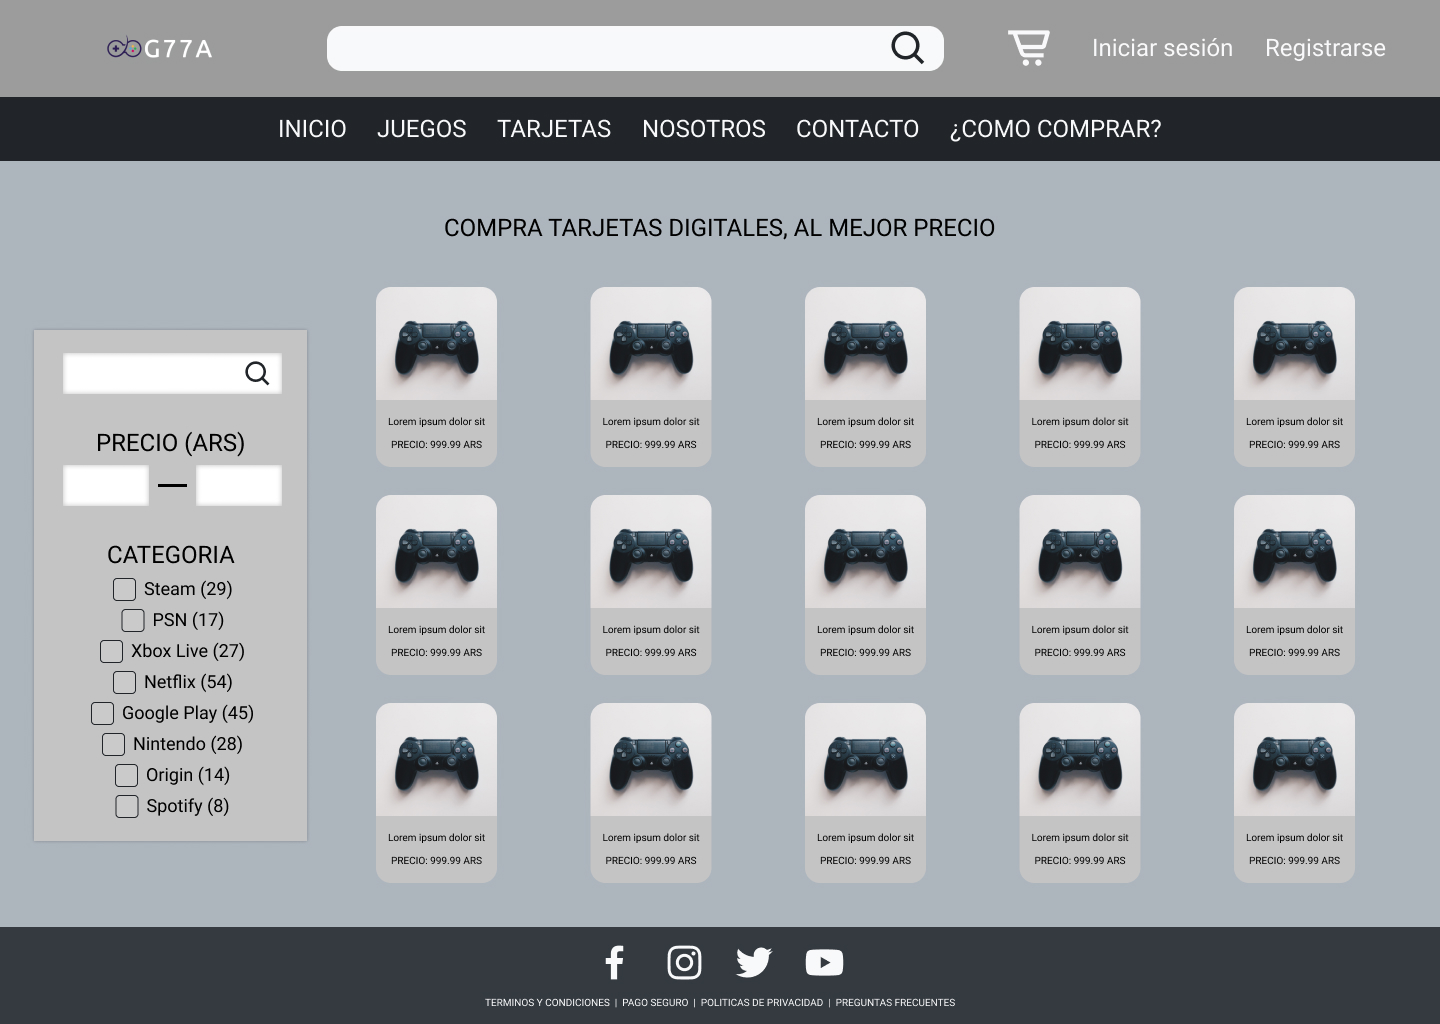 G77A
Iniciar sesión Registrarse
INICIO JUEGOS TARJETAS NOSOTROS CONTACTO ¿COMO COMPRAR?
COMPRA TARJETAS DIGITALES, AL MEJOR PRECIO
PRECIO (ARS)
CATEGORIA
Steam (29)
PSN (17)
Xbox Live (27)
Netflix (54)
Google Play (45)
Nintendo (28)
Origin (14)
Spotify (8)
Lorem ipsum dolor sit Lorem ipsum dolor sit Lorem ipsum dolor sit Lorem ipsum dolor sit Lorem ipsum dolor sit
PRECIO: 999.99 ARS PRECIO: 999.99 ARS PRECIO: 999.99 ARS PRECIO: 999.99 ARS PRECIO: 999.99 ARS
Lorem ipsum dolor sit Lorem ipsum dolor sit Lorem ipsum dolor sit Lorem ipsum dolor sit Lorem ipsum dolor sit
PRECIO: 999.99 ARS PRECIO: 999.99 ARS PRECIO: 999.99 ARS PRECIO: 999.99 ARS PRECIO: 999.99 ARS
Lorem ipsum dolor sit Lorem ipsum dolor sit Lorem ipsum dolor sit Lorem ipsum dolor sit Lorem ipsum dolor sit
PRECIO: 999.99 ARS PRECIO: 999.99 ARS PRECIO: 999.99 ARS PRECIO: 999.99 ARS PRECIO: 999.99 ARS
TERMINOS Y CONDICIONES | PAGO SEGURO | POLITICAS DE PRIVACIDAD | PREGUNTAS FRECUENTES